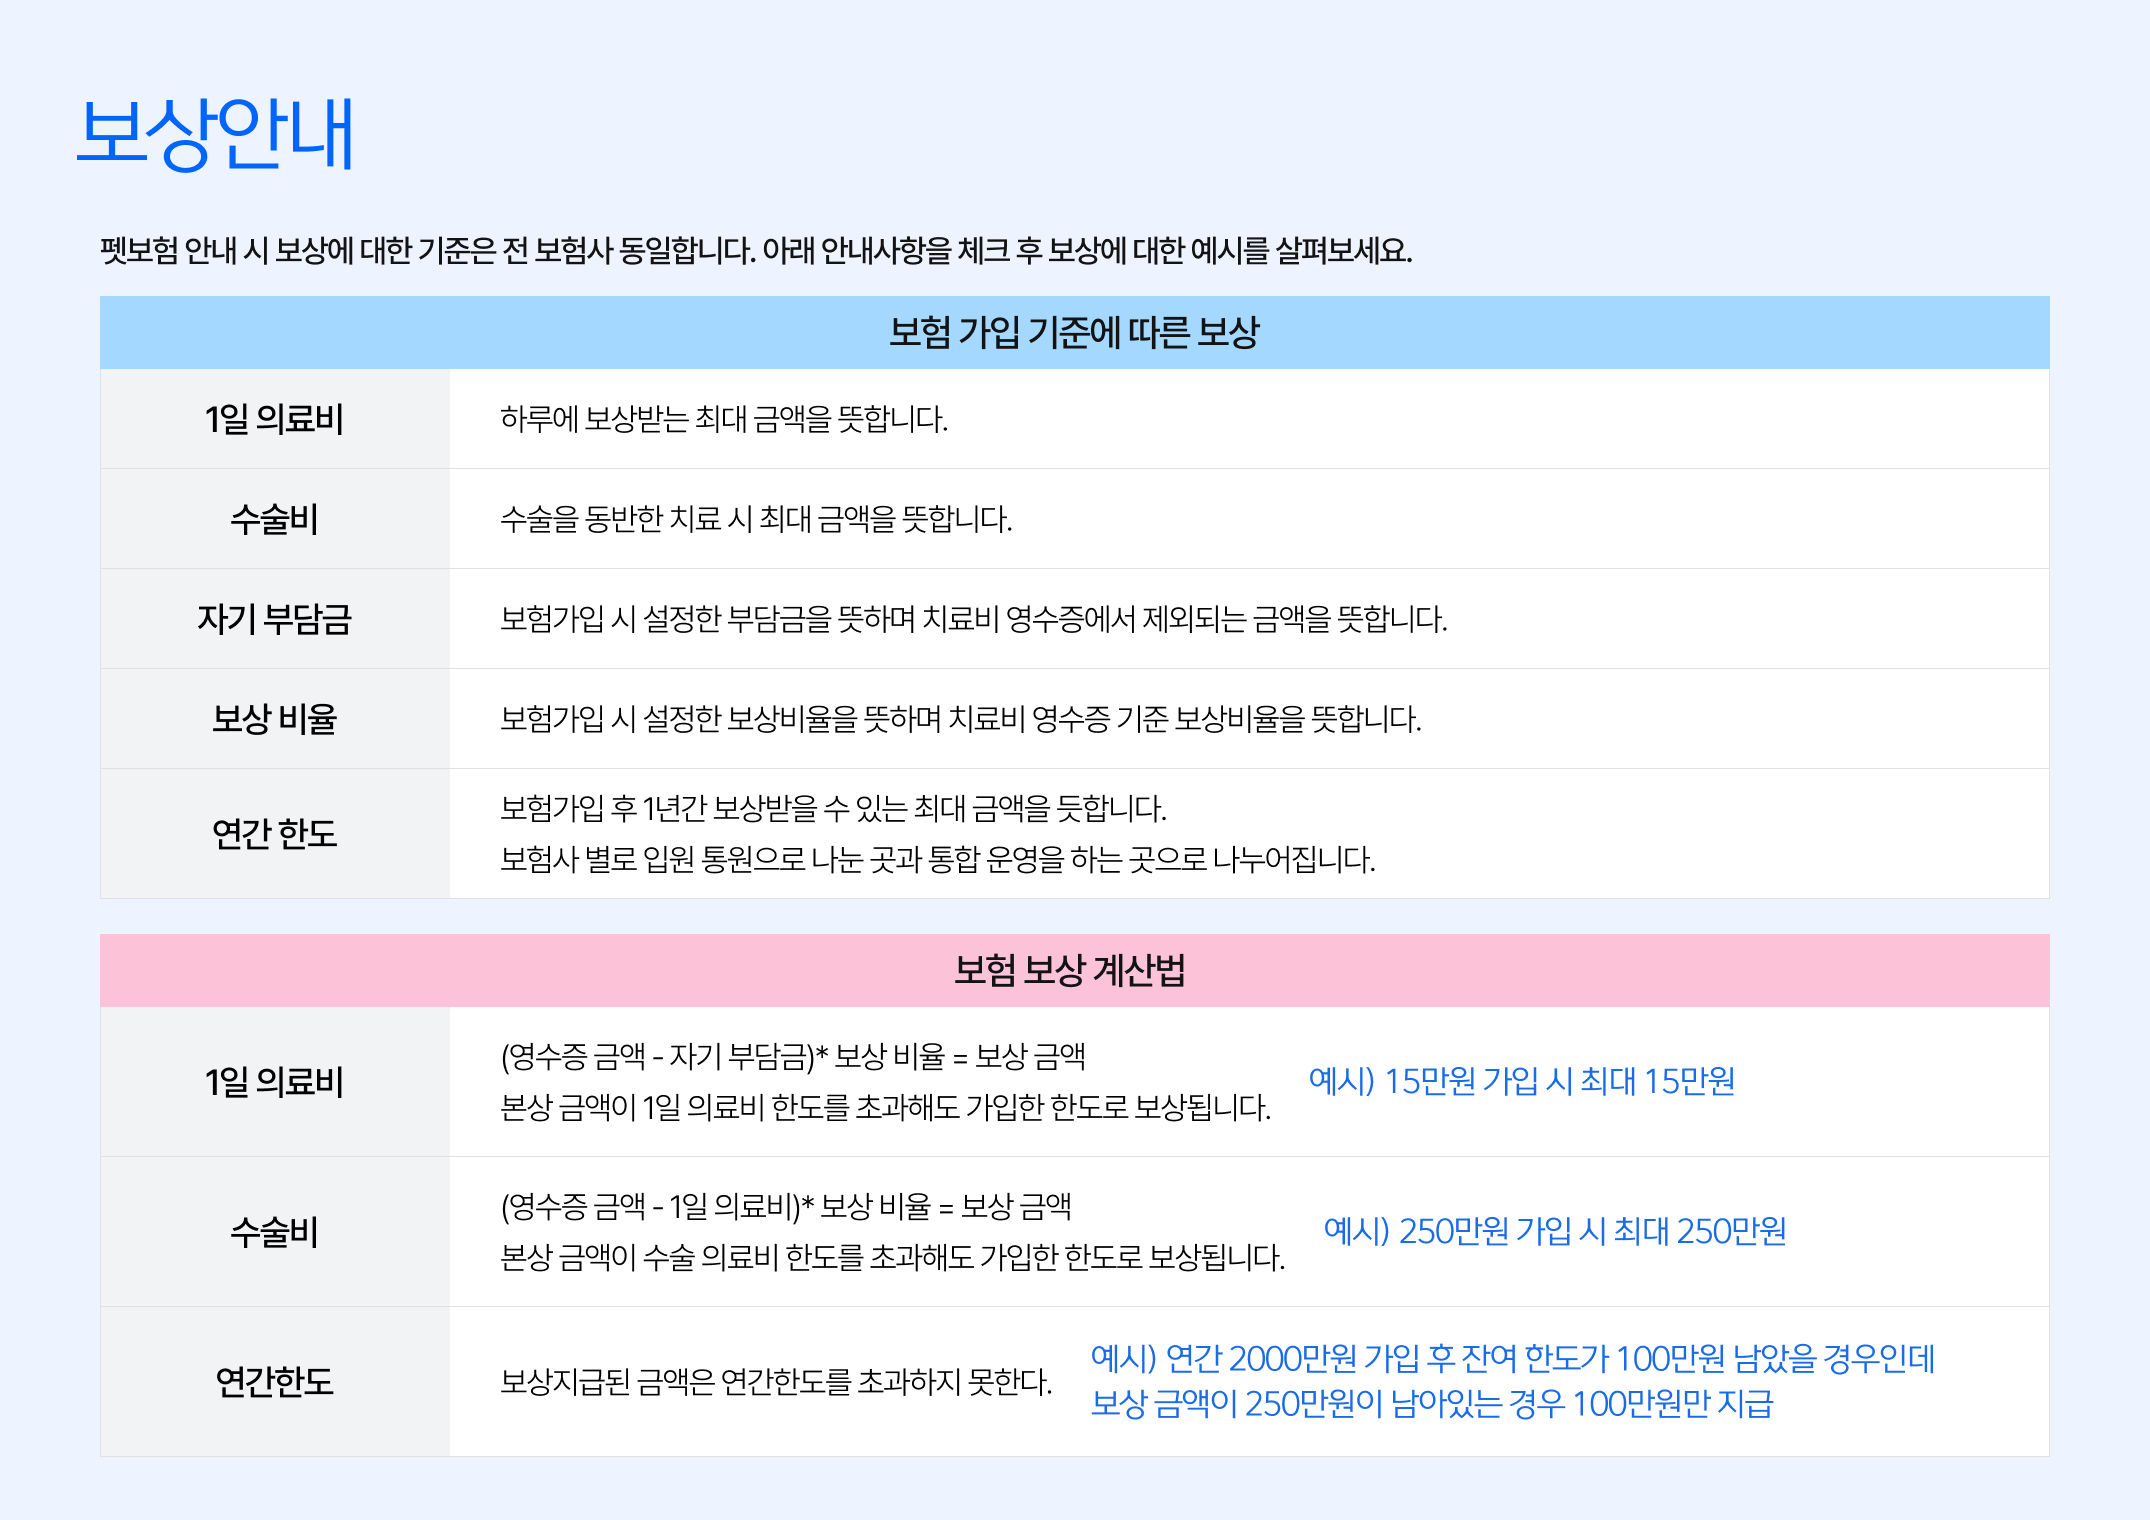 보상안내
펫보험 안내 시 보상에 대한 기준은 전 보험사 동일합니다. 아래 안내사항을 체크 후 보상에 대한 예시를 살펴보세요.
보험 가입 기준에 따른 보상
1일 의료비
하루에 보상받는 최대 금액을 뜻합니다.
수술비
수술을 동반한 치료 시 최대 금액을 뜻합니다.
자기 부담금
보험가입 시 설정한 부담금을 뜻하며 치료비 영수증에서 제외되는 금액을 뜻합니다.
보상 비율
보험가입 시 설정한 보상비율을 뜻하며 치료비 영수증 기준 보상비율을 뜻합니다.
연간 한도
보험가입 후 1년간 보상받을 수 있는 최대 금액을 듯합니다.
보험사 별로 입원 통원으로 나눈 곳과 통합 운영을 하는 곳으로 나누어집니다.
보험 보상 계산법
1일 의료비
(영수증 금액 - 자기 부담금)* 보상 비율 = 보상 금액
본상 금액이 1일 의료비 한도를 초과해도 가입한 한도로 보상됩니다.
예시) 15만원 가입 시 최대 15만원
수술비
(영수증 금액 - 1일 의료비)* 보상 비율 = 보상 금액
본상 금액이 수술 의료비 한도를 초과해도 가입한 한도로 보상됩니다.
예시) 250만원 가입 시 최대 250만원
연간한도
보상지급된 금액은 연간한도를 초과하지 못한다.
예시) 연간 2000만원 가입 후 잔여 한도가 100만원 남았을 경우인데
보상 금액이 250만원이 남아있는 경우 100만원만 지급